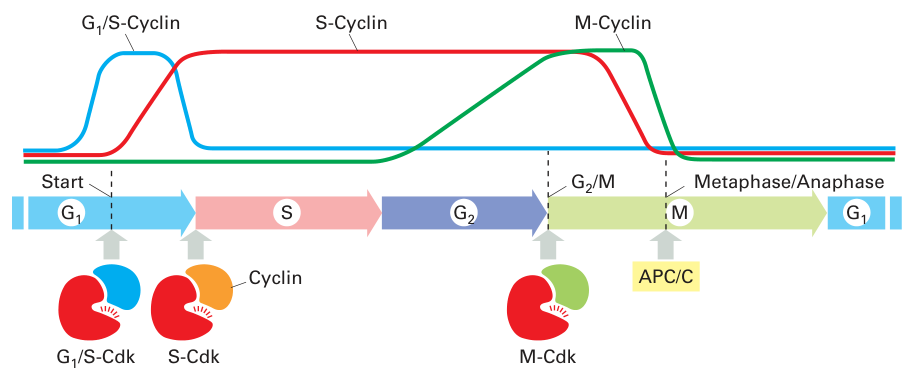 G₁/S-Cyclin S-Cyclin M-Cyclin
Start G₂/M Metaphase/Anaphase
G₁ S G₂ M G₁
Cyclin APC/C
G₁/S-Cdk S-Cdk M-Cdk